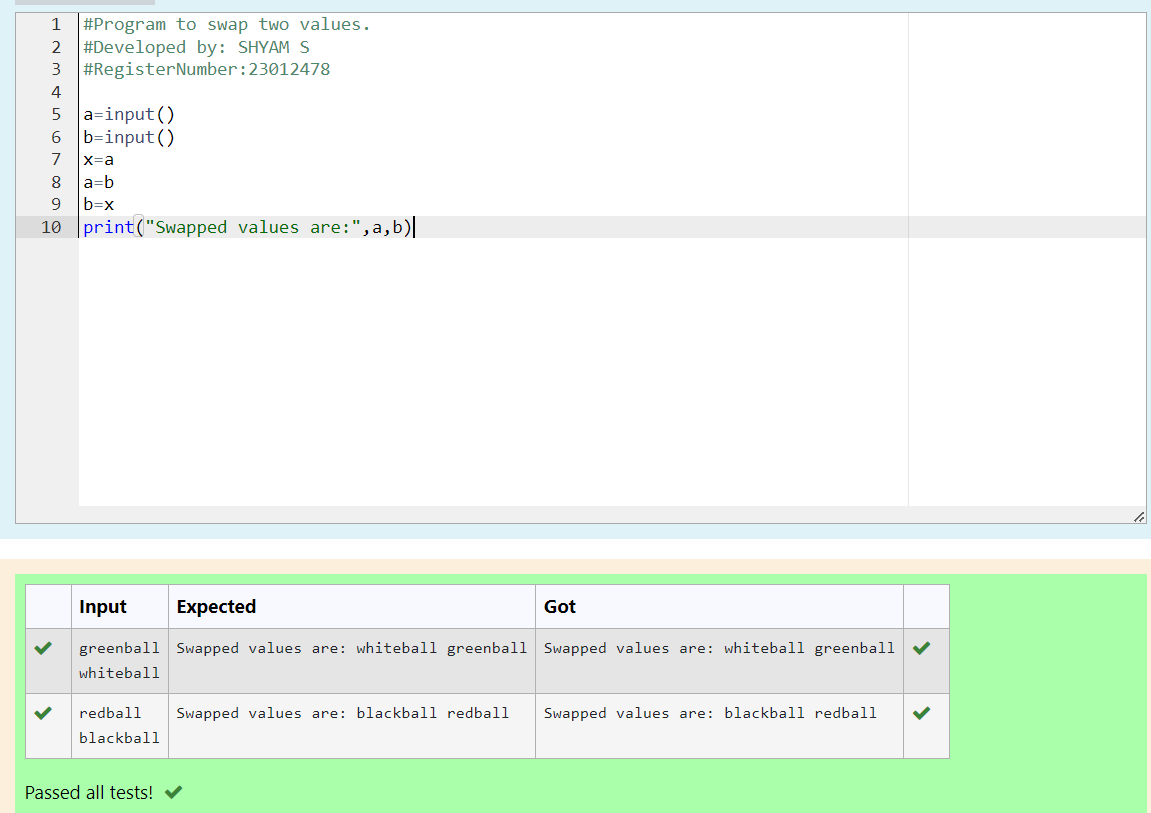 1 #Program to swap two values.
2 #Developed by: SHYAM S
3 #RegisterNumber:23012478
4
5 a=input()
6 b=input()
7 x=a
8 a=b
9 b=x
10 print("Swapped values are:",a,b)
Input Expected Got
greenball Swapped values are: whiteball greenball Swapped values are: whiteball greenball
whiteball
redball Swapped values are: blackball redball Swapped values are: blackball redball
blackball
Passed all tests!